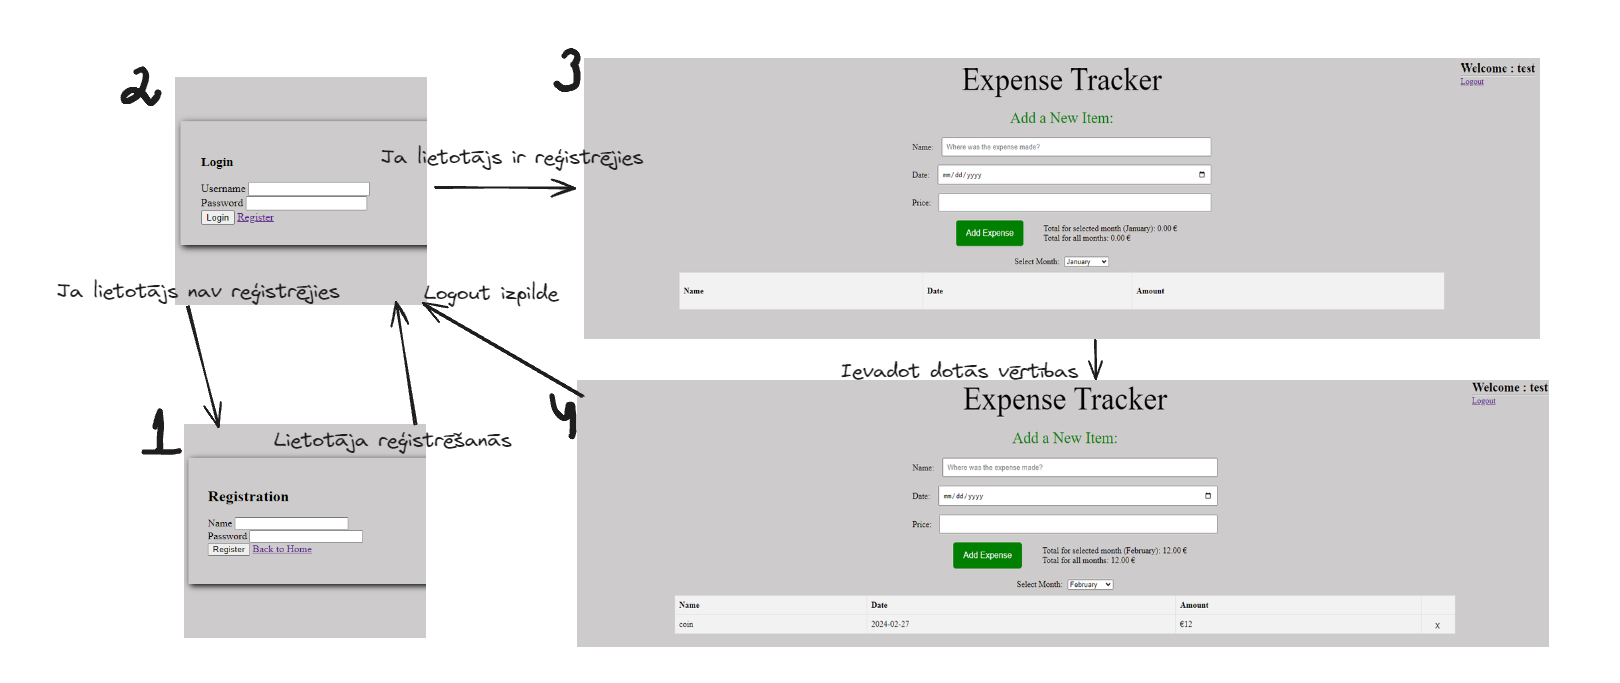 2
Login
Username
Password
Login Register
Ja lietotājs ir reģistrējies
3
Expense Tracker
Welcome : test
Logout
Add a New Item:
Name: Where was the expense made?
Date: mm/dd/yyyy
Price:
Add Expense
Total for selected month (January): 0.00 €
Total for all months: 0.00 €
Select Month: January
Name Date Amount
Ja lietotājs nav reģistrējies
Logout izpilde
1
Lietotāja reģistrēšanās
Registration
Name
Password
Register Back to Home
Ievadot dotās vērtības
4
Expense Tracker
Welcome : test
Logout
Add a New Item:
Name: Where was the expense made?
Date: mm/dd/yyyy
Price:
Add Expense
Total for selected month (February): 12.00 €
Total for all months: 12.00 €
Select Month: February
Name Date Amount
coin 2024-02-27 €12 X